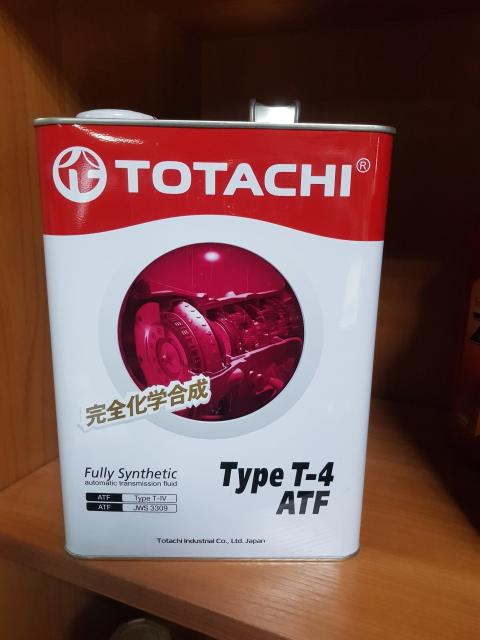 TOTACHI®
完全化学合成
Fully Synthetic
automatic transmission fluid
ATF Type T-IV
ATF JWS 3309
Type T-4
ATF
Totachi Industrial Co., Ltd. Japan